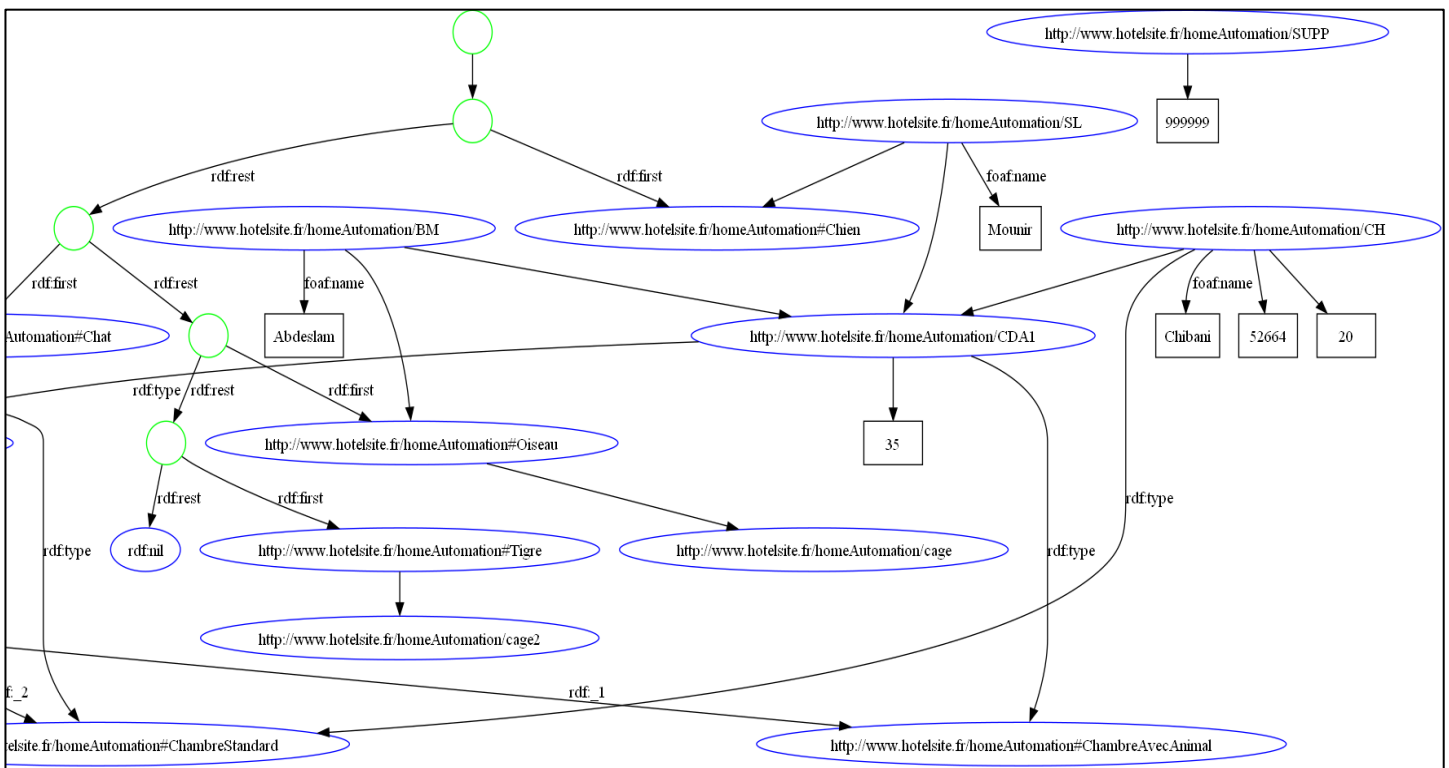 http://www.hotelsite.fr/homeAutomation/SUPP
999999
http://www.hotelsite.fr/homeAutomation/SL
rdf:rest
rdf:first
foaf:name
http://www.hotelsite.fr/homeAutomation/BM
http://www.hotelsite.fr/homeAutomation#Chien
Mounir
http://www.hotelsite.fr/homeAutomation/CH
rdf:first
rdf:rest
foaf:name
foaf:name
Automation#Chat
Abdeslam
http://www.hotelsite.fr/homeAutomation/CDA1
Chibani
52664
20
rdf:type
rdf:rest
rdf:first
http://www.hotelsite.fr/homeAutomation#Oiseau
35
rdf:rest
rdf:first
rdf:type
rdf:type
rdf:nil
http://www.hotelsite.fr/homeAutomation#Tigre
http://www.hotelsite.fr/homeAutomation/cage
rdf:type
http://www.hotelsite.fr/homeAutomation/cage2
f:_2
rdf:_1
elsite.fr/homeAutomation#ChambreStandard
http://www.hotelsite.fr/homeAutomation#ChambreAvecAnimal